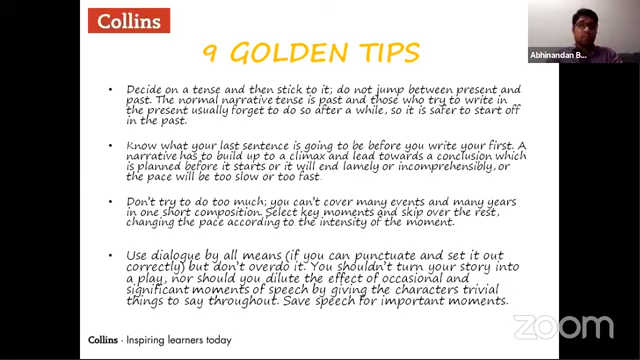 Collins
9 GOLDEN TIPS
Abhinandan B...
• Decide on a tense and then stick to it; do not jump between present and
past. The normal narrative tense is past and those who try to write in
the present usually forget to do so after a while, so it is safer to start off
in the past.
• Know what your last sentence is going to be before you write your first. A
narrative has to build up to a climax and lead towards a conclusion which
is planned before it starts or it will end lamely or incomprehensibly, or
the pace will be too slow or too fast.
• Don't try to do too much; you can't cover many events and many years
in one short composition. Select key moments and skip over the rest,
changing the pace according to the intensity of the moment.
• Use dialogue by all means (if you can punctuate and set it out
correctly) but don't overdo it. You shouldn't turn your story into
a play, nor should you dilute the effect of occasional and
significant moments of speech by giving the characters trivial
things to say throughout. Save speech for important moments.
zoom
Collins · Inspiring learners today